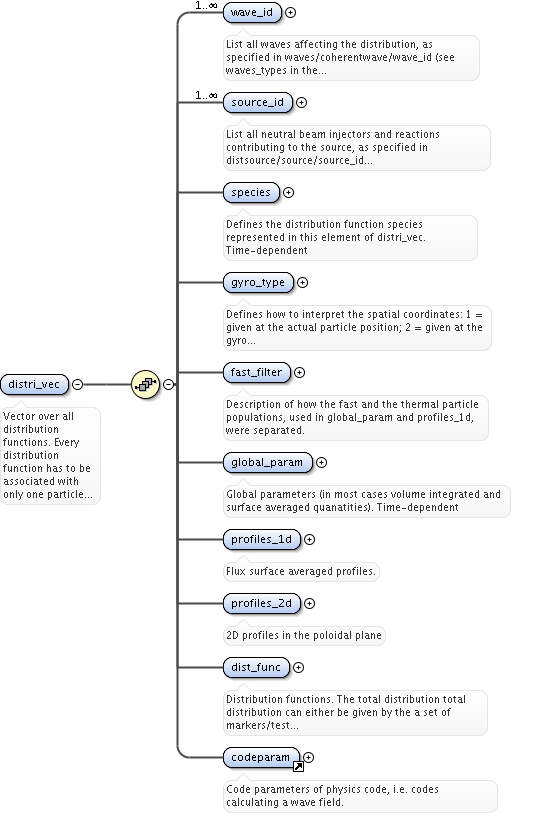 1..∞
wave_id
List all waves affecting the distribution, as
specified in waves/coherentwave/wave_id (see
waves_types in the...
1..∞
source_id
List all neutral beam injectors and reactions
contributing to the source, as specified in
distsource/source/source_id...
species
Defines the distribution function species
represented in this element of distri_vec.
Time-dependent
gyro_type
Defines how to interpret the spatial coordinates: 1 =
given at the actual particle position; 2 = given at the
gyro...
distri_vec
Vector over all
distribution
functions. Every
distribution
function has to be
associated with
only one particle...
fast_filter
Description of how the fast and the thermal particle
populations, used in global_param and profiles_1d,
were separated.
global_param
Global parameters (in most cases volume integrated and
surface averaged quanatities). Time-dependent
profiles_1d
Flux surface averaged profiles.
profiles_2d
2D profiles in the poloidal plane
dist_func
Distribution functions. The total distribution total
distribution can either be given by the a set of
markers/test...
codeparam
Code parameters of physics code, i.e. codes
calculating a wave field.